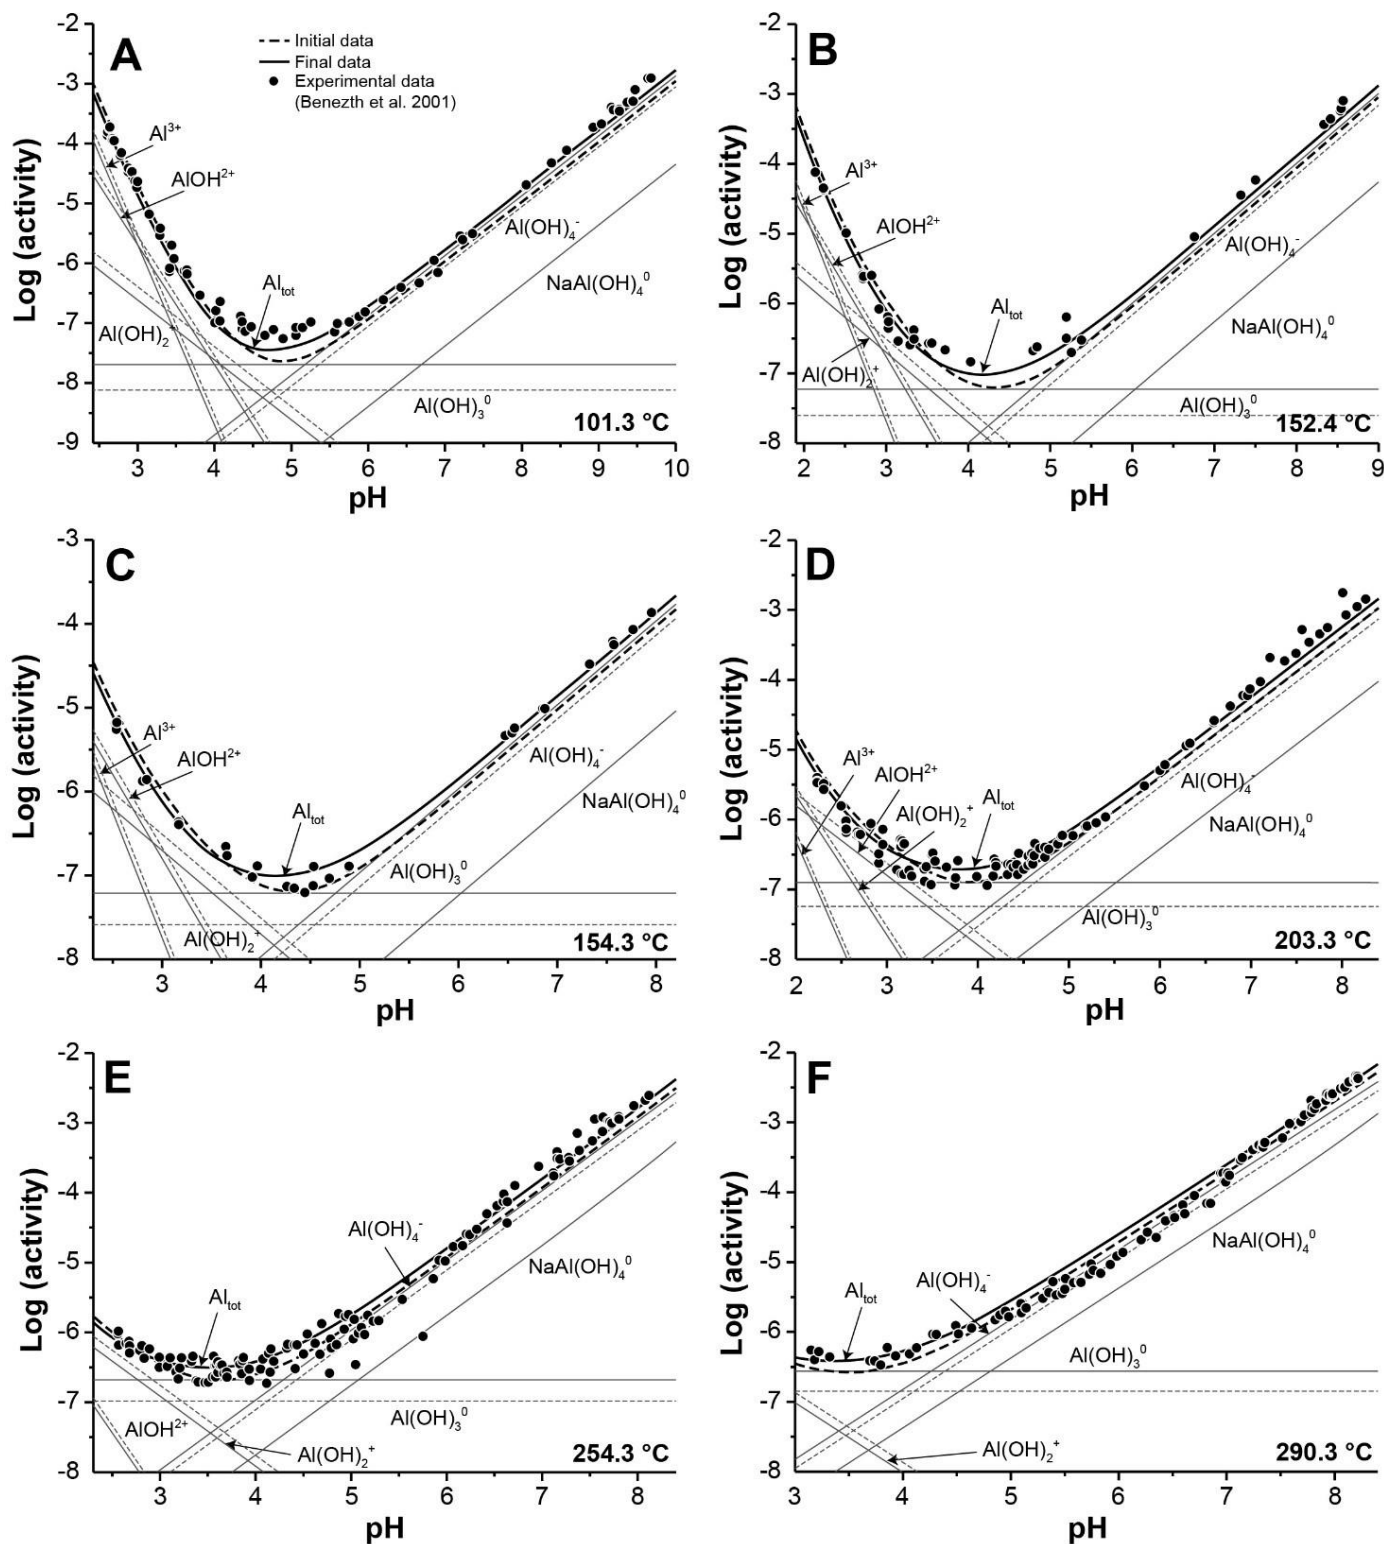 A
Initial data
Final data
Experimental data
(Benezth et al. 2001)
Log (activity)
-2
-3
-4
-5
-6
-7
-8
-9
Al³⁺
AlOH²⁺
Al(OH)₂⁺
Al_tot
Al(OH)₄⁻
NaAl(OH)₄⁰
Al(OH)₃⁰
101.3 °C
3 4 5 6 7 8 9 10
pH
B
Log (activity)
-2
-3
-4
-5
-6
-7
-8
Al³⁺
AlOH²⁺
Al(OH)₄⁻
Al_tot
NaAl(OH)₄⁰
Al(OH)₂⁺
Al(OH)₃⁰
152.4 °C
2 3 4 5 6 7 8 9
pH
C
Log (activity)
-3
-4
-5
-6
-7
-8
Al³⁺
AlOH²⁺
Al(OH)₄⁻
NaAl(OH)₄⁰
Al_tot
Al(OH)₃⁰
Al(OH)₂⁺
154.3 °C
3 4 5 6 7 8
pH
D
Log (activity)
-2
-3
-4
-5
-6
-7
-8
Al³⁺
AlOH²⁺
Al(OH)₂⁺
Al_tot
Al(OH)₄⁻
NaAl(OH)₄⁰
Al(OH)₃⁰
203.3 °C
2 3 4 5 6 7 8
pH
E
Log (activity)
-2
-3
-4
-5
-6
-7
-8
Al(OH)₄⁻
NaAl(OH)₄⁰
Al_tot
Al(OH)₃⁰
AlOH²⁺
Al(OH)₂⁺
254.3 °C
3 4 5 6 7 8
pH
F
Log (activity)
-2
-3
-4
-5
-6
-7
-8
NaAl(OH)₄⁰
Al(OH)₄⁻
Al_tot
Al(OH)₃⁰
Al(OH)₂⁺
290.3 °C
3 4 5 6 7 8
pH